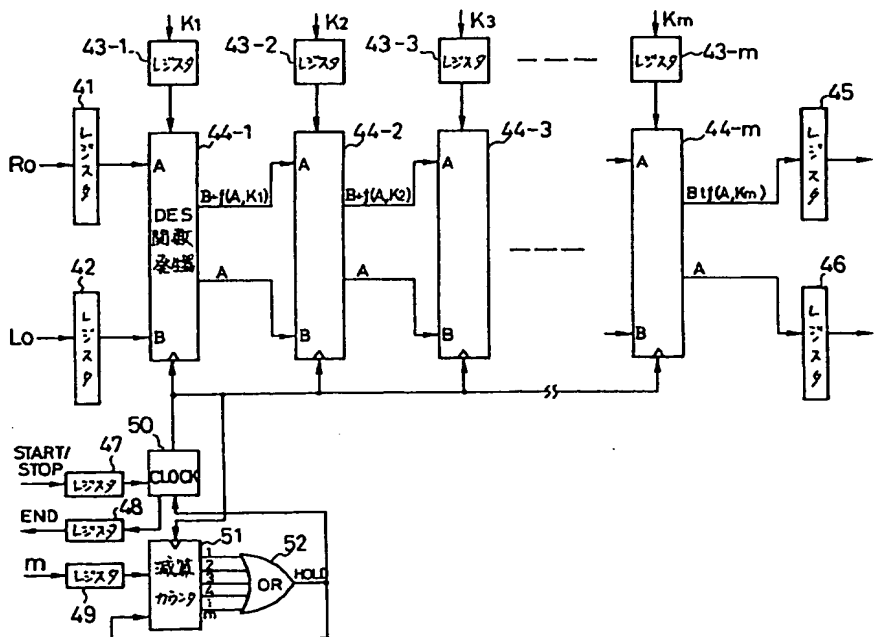 K1
K2
K3
Km
43-1
レジスタ
43-2
レジスタ
43-3
レジスタ
レジスタ
43-m
41
レジスタ
44-1
44-2
44-3
44-m
45
レジスタ
Ro
A
A
A
A
B+f(A,K1)
B+f(A,K2)
B+f(A,Km)
DES
関数
発生器
42
レジスタ
A
A
A
46
レジスタ
Lo
B
B
B
B
50
START/
STOP
47
レジスタ
CLOCK
END
レジスタ
48
51
m
レジスタ
49
減算
カウンタ
1
2
3
4
i
m
52
OR
HOLD